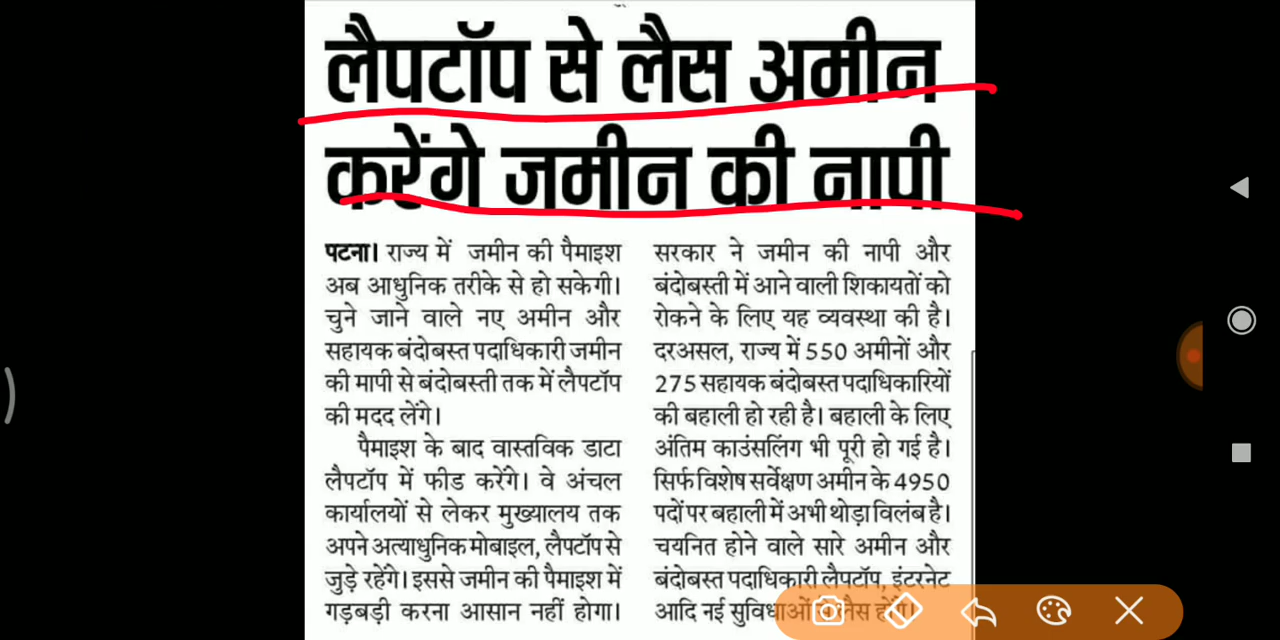 लैपटॉप से लैस अमीन
करेंगे जमीन की नापी
पटना। राज्य में जमीन की पैमाइश
अब आधुनिक तरीके से हो सकेगी।
चुने जाने वाले नए अमीन और
सहायक बंदोबस्त पदाधिकारी जमीन
की मापी से बंदोबस्ती तक में लैपटॉप
की मदद लेंगे।
पैमाइश के बाद वास्तविक डाटा
लैपटॉप में फीड करेंगे। वे अंचल
कार्यालयों से लेकर मुख्यालय तक
अपने अत्याधुनिक मोबाइल, लैपटॉप से
जुड़े रहेंगे। इससे जमीन की पैमाइश में
गड़बड़ी करना आसान नहीं होगा।
सरकार ने जमीन की नापी और
बंदोबस्ती में आने वाली शिकायतों को
रोकने के लिए यह व्यवस्था की है।
दरअसल, राज्य में 550 अमीनों और
275 सहायक बंदोबस्त पदाधिकारियों
की बहाली हो रही है। बहाली के लिए
अंतिम काउंसलिंग भी पूरी हो गई है।
सिर्फ विशेष सर्वेक्षण अमीन के 4950
पदों पर बहाली में अभी थोड़ा विलंब है।
चयनित होने वाले सारे अमीन और
बंदोबस्त पदाधिकारी लैपटॉप, इंटरनेट
आदि नई सुविधाओं लैस होंगे।